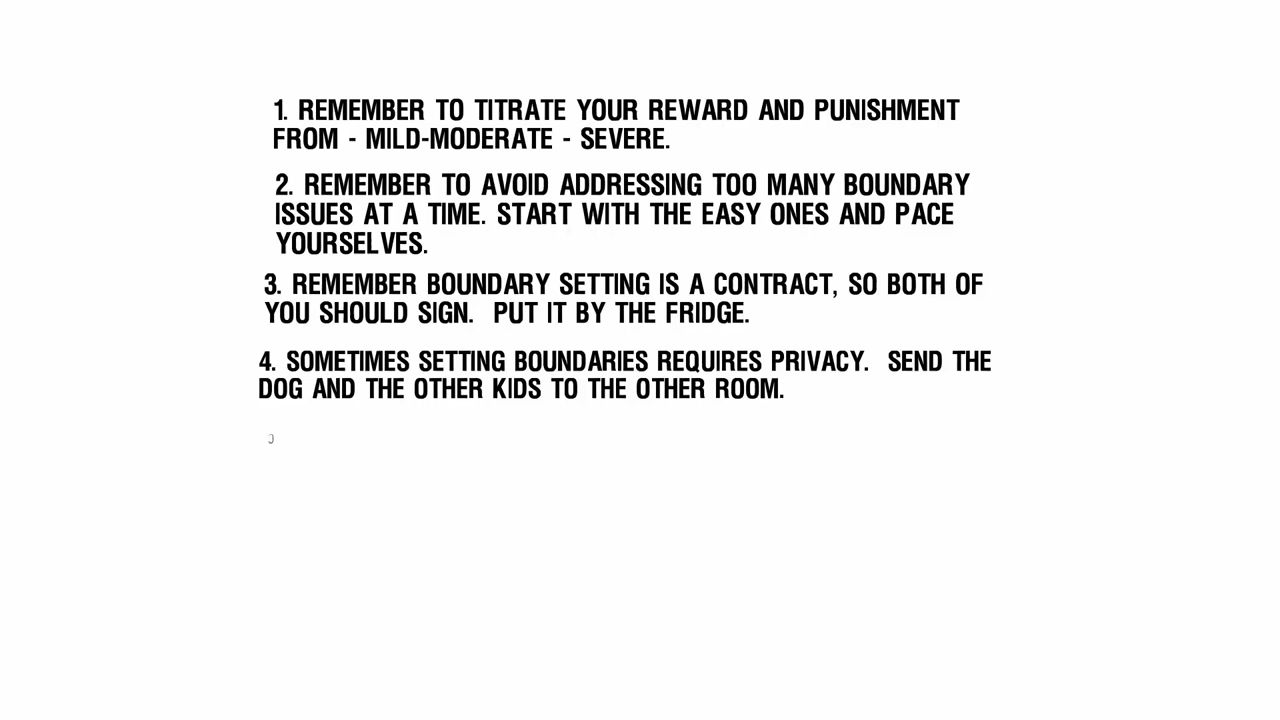 1. REMEMBER TO TITRATE YOUR REWARD AND PUNISHMENT
FROM - MILD-MODERATE - SEVERE.
2. REMEMBER TO AVOID ADDRESSING TOO MANY BOUNDARY
ISSUES AT A TIME. START WITH THE EASY ONES AND PACE
YOURSELVES.
3. REMEMBER BOUNDARY SETTING IS A CONTRACT, SO BOTH OF
YOU SHOULD SIGN.  PUT IT BY THE FRIDGE.
4. SOMETIMES SETTING BOUNDARIES REQUIRES PRIVACY.  SEND THE
DOG AND THE OTHER KIDS TO THE OTHER ROOM.